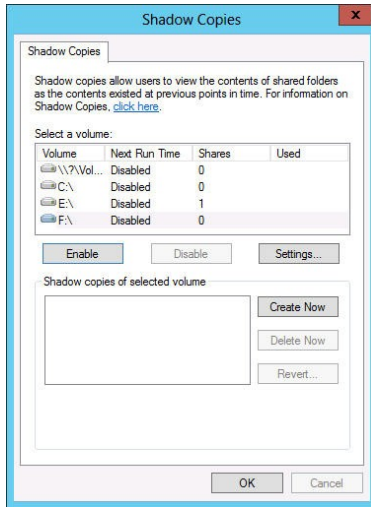 Shadow Copies
x
Shadow Copies
Shadow copies allow users to view the contents of shared folders
as the contents existed at previous points in time. For information on
Shadow Copies, click here.
Select a volume:
Volume Next Run Time Shares Used
\\?\Vol... Disabled 0
C:\ Disabled 0
E:\ Disabled 1
F:\ Disabled 0
Enable Disable Settings...
Shadow copies of selected volume
Create Now
Delete Now
Revert...
OK Cancel